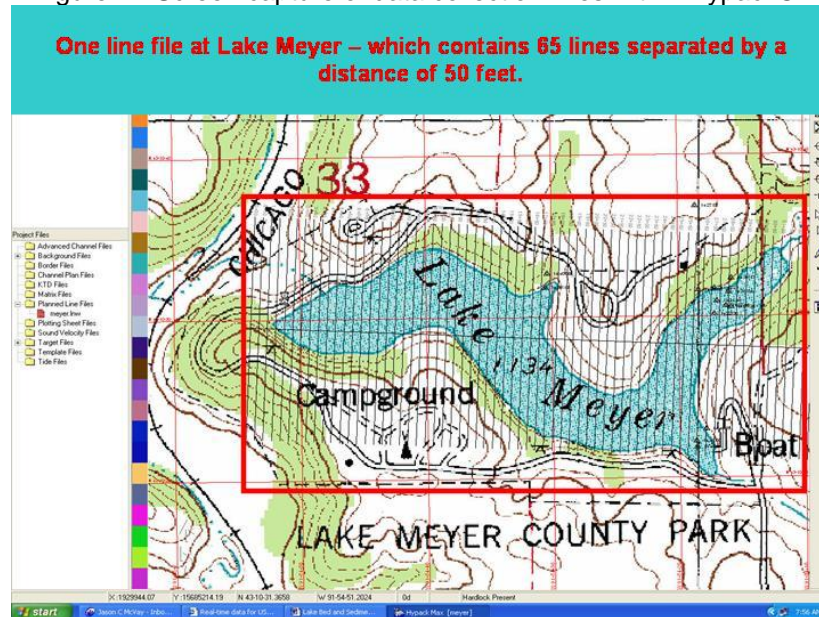 One line file at Lake Meyer – which contains 65 lines separated by a
distance of 50 feet.
33
CHICAGO
Project Files
Advanced Channel Files
Background Files
Border Files
Channel Plan Files
KTD Files
Matrix Files
Planned Line Files
meyer.lnw
Plotting Sheet Files
Sound Velocity Files
Target Files
Template Files
Tide Files
Lake
1134
Meyer
Campground
Boat
LAKE MEYER COUNTY PARK
X:1929944.07 Y:15685214.19 N 43-10-31.3658 W 91-54-51.2024 0d Hardlock Present
start Jason C McVay - Inbo... Real-time data for US... Lake Bed and Sedime... Hypack Max [meyer] 7:56 AM